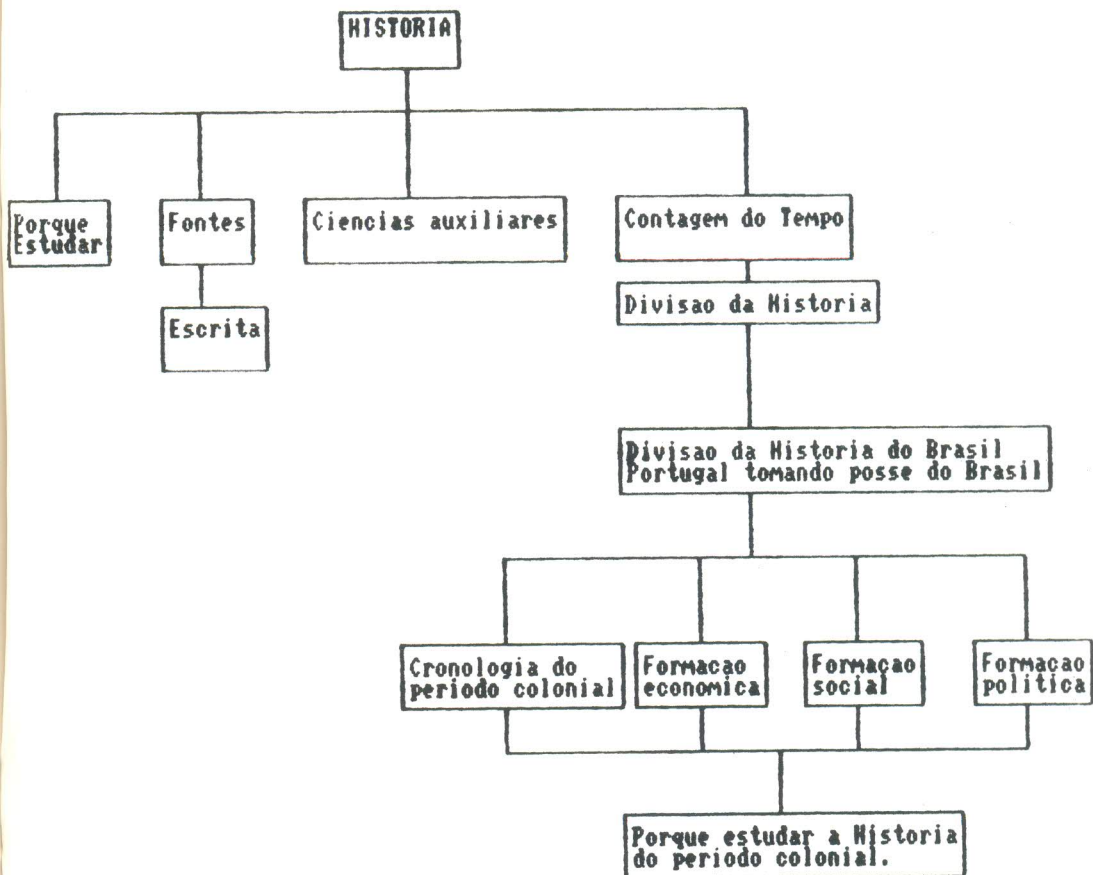 HISTORIA
Porque
Estudar
Fontes
Ciencias auxiliares
Contagem do Tempo
Escrita
Divisao da Historia
Divisao da Historia do Brasil
Portugal tomando posse do Brasil
Cronologia do
periodo colonial
Formacao
economica
Formaçao
social
Formacao
politica
Porque estudar a Historia
do periodo colonial.